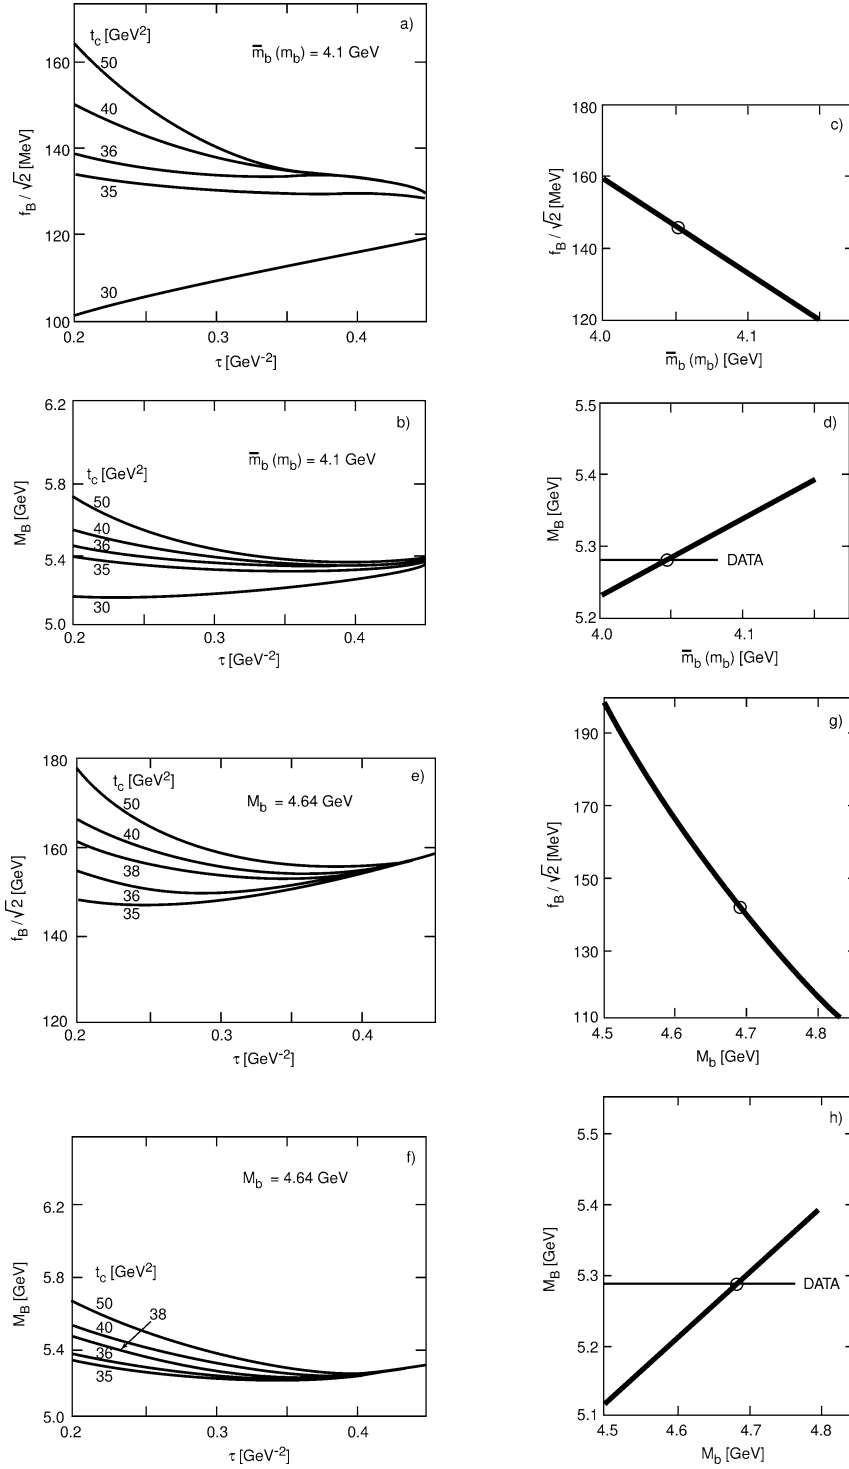 a)
t_c [GeV²]
m̅_b (m_b) = 4.1 GeV
50
40
36
35
30
160
140
120
100
0.2
0.3
0.4
f_B / √2 [MeV]
τ [GeV⁻²]
c)
180
160
140
120
4.0
4.1
f_B / √2 [MeV]
m̅_b (m_b) [GeV]
b)
m̅_b (m_b) = 4.1 GeV
t_c [GeV²]
50
40
36
35
30
6.2
5.8
5.4
5.0
0.2
0.3
0.4
M_B [GeV]
τ [GeV⁻²]
d)
5.5
5.4
5.3
5.2
DATA
4.0
4.1
M_B [GeV]
m̅_b (m_b) [GeV]
e)
t_c [GeV²]
M_b = 4.64 GeV
50
40
38
36
35
180
160
140
120
0.2
0.3
0.4
f_B / √2 [GeV]
τ [GeV⁻²]
g)
190
170
150
130
110
4.5
4.6
4.7
4.8
f_B / √2 [MeV]
M_b [GeV]
f)
M_b = 4.64 GeV
t_c [GeV²]
50
38
40
36
35
6.2
5.8
5.4
5.0
0.2
0.3
0.4
M_B [GeV]
τ [GeV⁻²]
h)
5.5
5.4
5.3
5.2
5.1
DATA
4.5
4.6
4.7
4.8
M_B [GeV]
M_b [GeV]